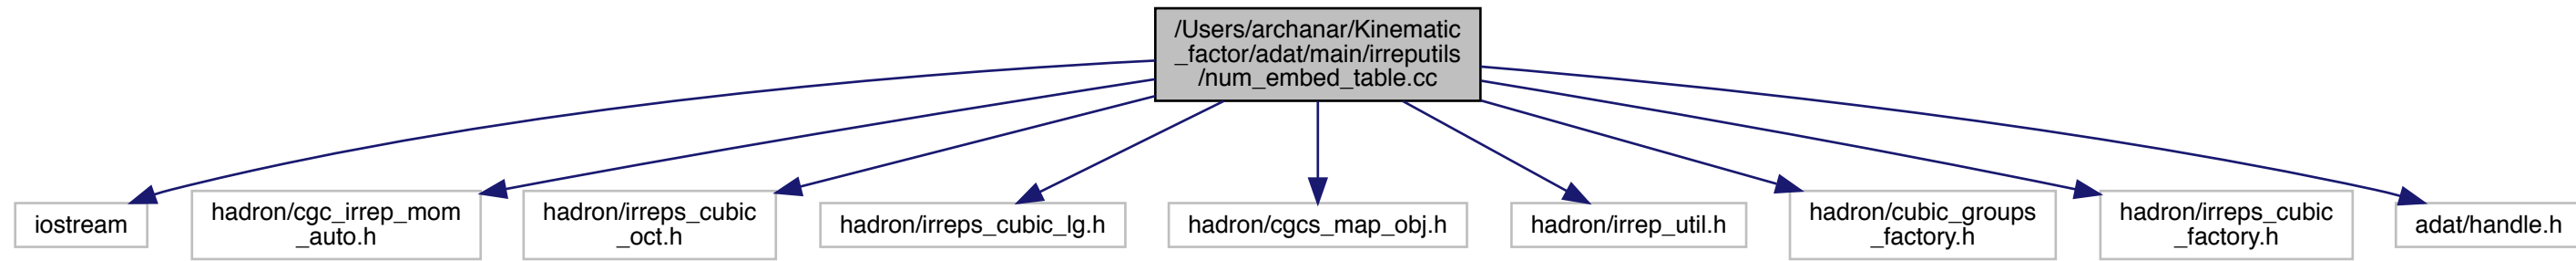 /Users/archanar/Kinematic
_factor/adat/main/irreputils
/num_embed_table.cc
iostream
hadron/cgc_irrep_mom
_auto.h
hadron/irreps_cubic
_oct.h
hadron/irreps_cubic_lg.h
hadron/cgcs_map_obj.h
hadron/irrep_util.h
hadron/cubic_groups
_factory.h
hadron/irreps_cubic
_factory.h
adat/handle.h